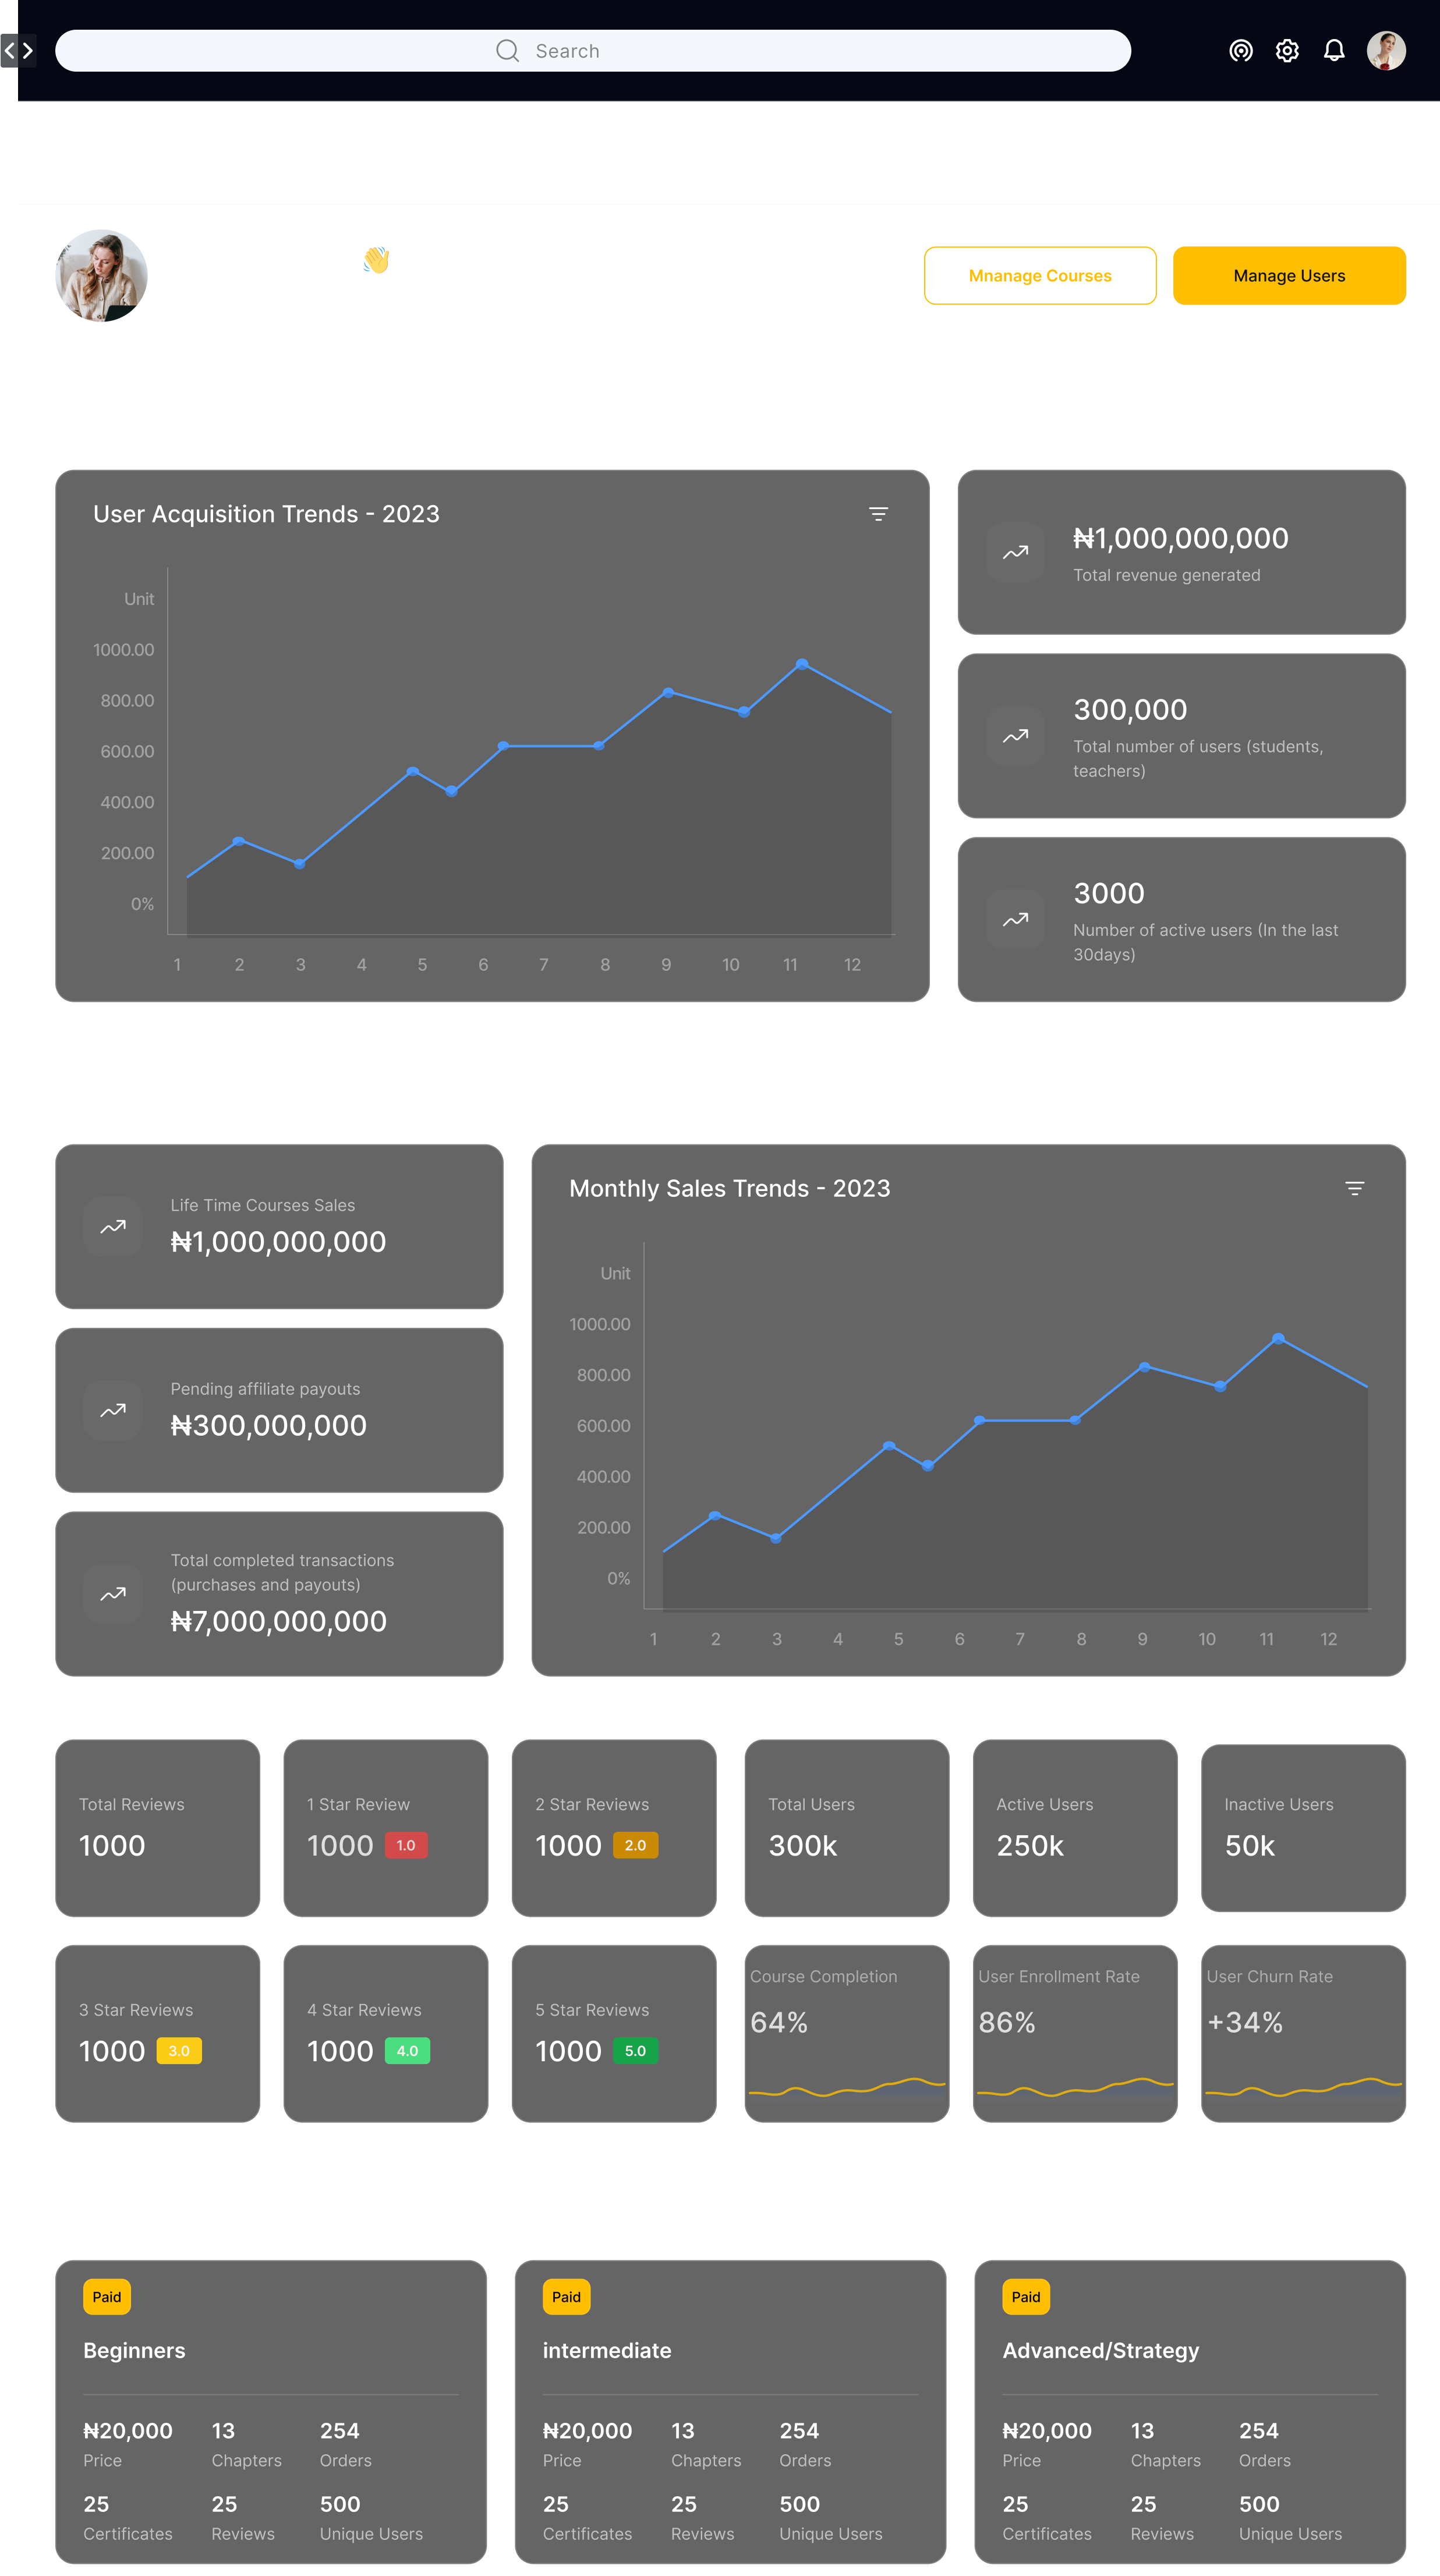 Search
Mnanage Courses
Manage Users
User Acquisition Trends - 2023
Unit
1000.00
800.00
600.00
400.00
200.00
0%
1 2 3 4 5 6 7 8 9 10 11 12
₦1,000,000,000
Total revenue generated
300,000
Total number of users (students,
teachers)
3000
Number of active users (In the last
30days)
Life Time Courses Sales
₦1,000,000,000
Pending affiliate payouts
₦300,000,000
Total completed transactions
(purchases and payouts)
₦7,000,000,000
Monthly Sales Trends - 2023
Unit
1000.00
800.00
600.00
400.00
200.00
0%
1 2 3 4 5 6 7 8 9 10 11 12
Total Reviews
1000
1 Star Review
1000 1.0
2 Star Reviews
1000 2.0
Total Users
300k
Active Users
250k
Inactive Users
50k
3 Star Reviews
1000 3.0
4 Star Reviews
1000 4.0
5 Star Reviews
1000 5.0
Course Completion
64%
User Enrollment Rate
86%
User Churn Rate
+34%
Paid
Beginners
₦20,000 13 254
Price Chapters Orders
25 25 500
Certificates Reviews Unique Users
Paid
intermediate
₦20,000 13 254
Price Chapters Orders
25 25 500
Certificates Reviews Unique Users
Paid
Advanced/Strategy
₦20,000 13 254
Price Chapters Orders
25 25 500
Certificates Reviews Unique Users